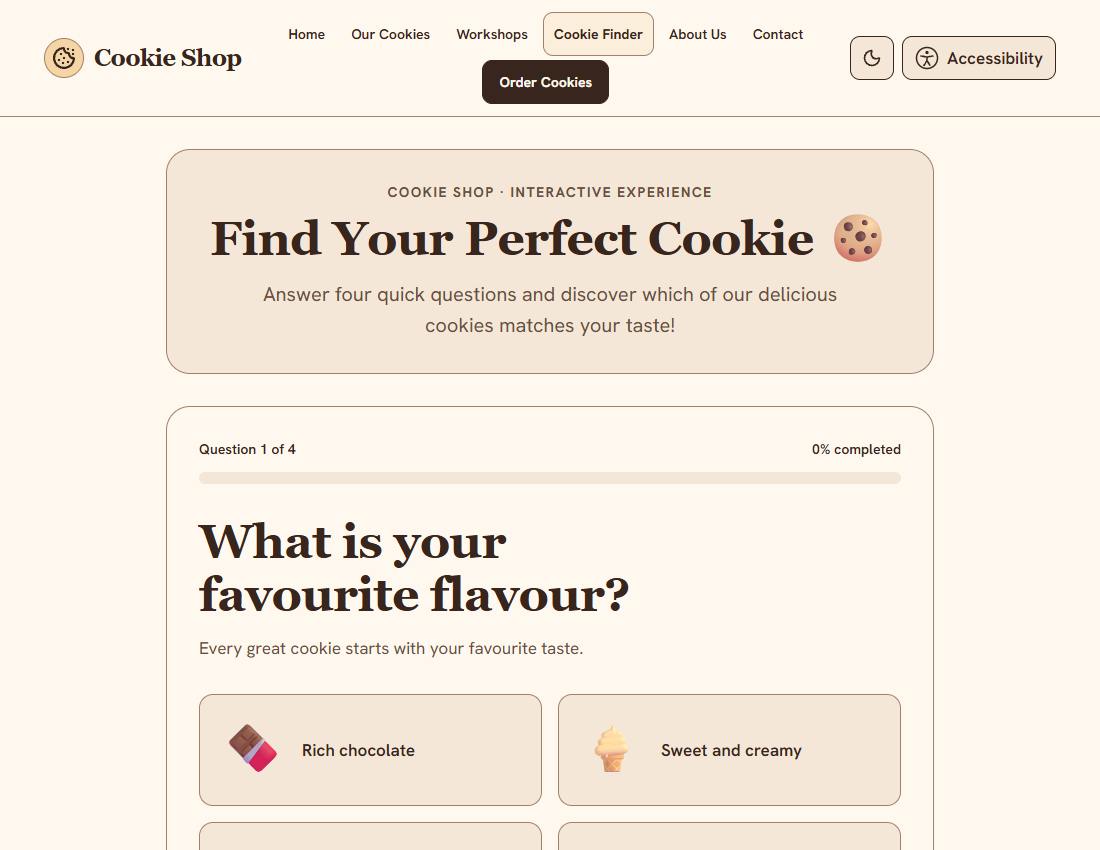 Cookie Shop
Home
Our Cookies
Workshops
Cookie Finder
About Us
Contact
Order Cookies
Accessibility
COOKIE SHOP · INTERACTIVE EXPERIENCE
Find Your Perfect Cookie
Answer four quick questions and discover which of our delicious
cookies matches your taste!
Question 1 of 4
0% completed
What is your
favourite flavour?
Every great cookie starts with your favourite taste.
Rich chocolate
Sweet and creamy